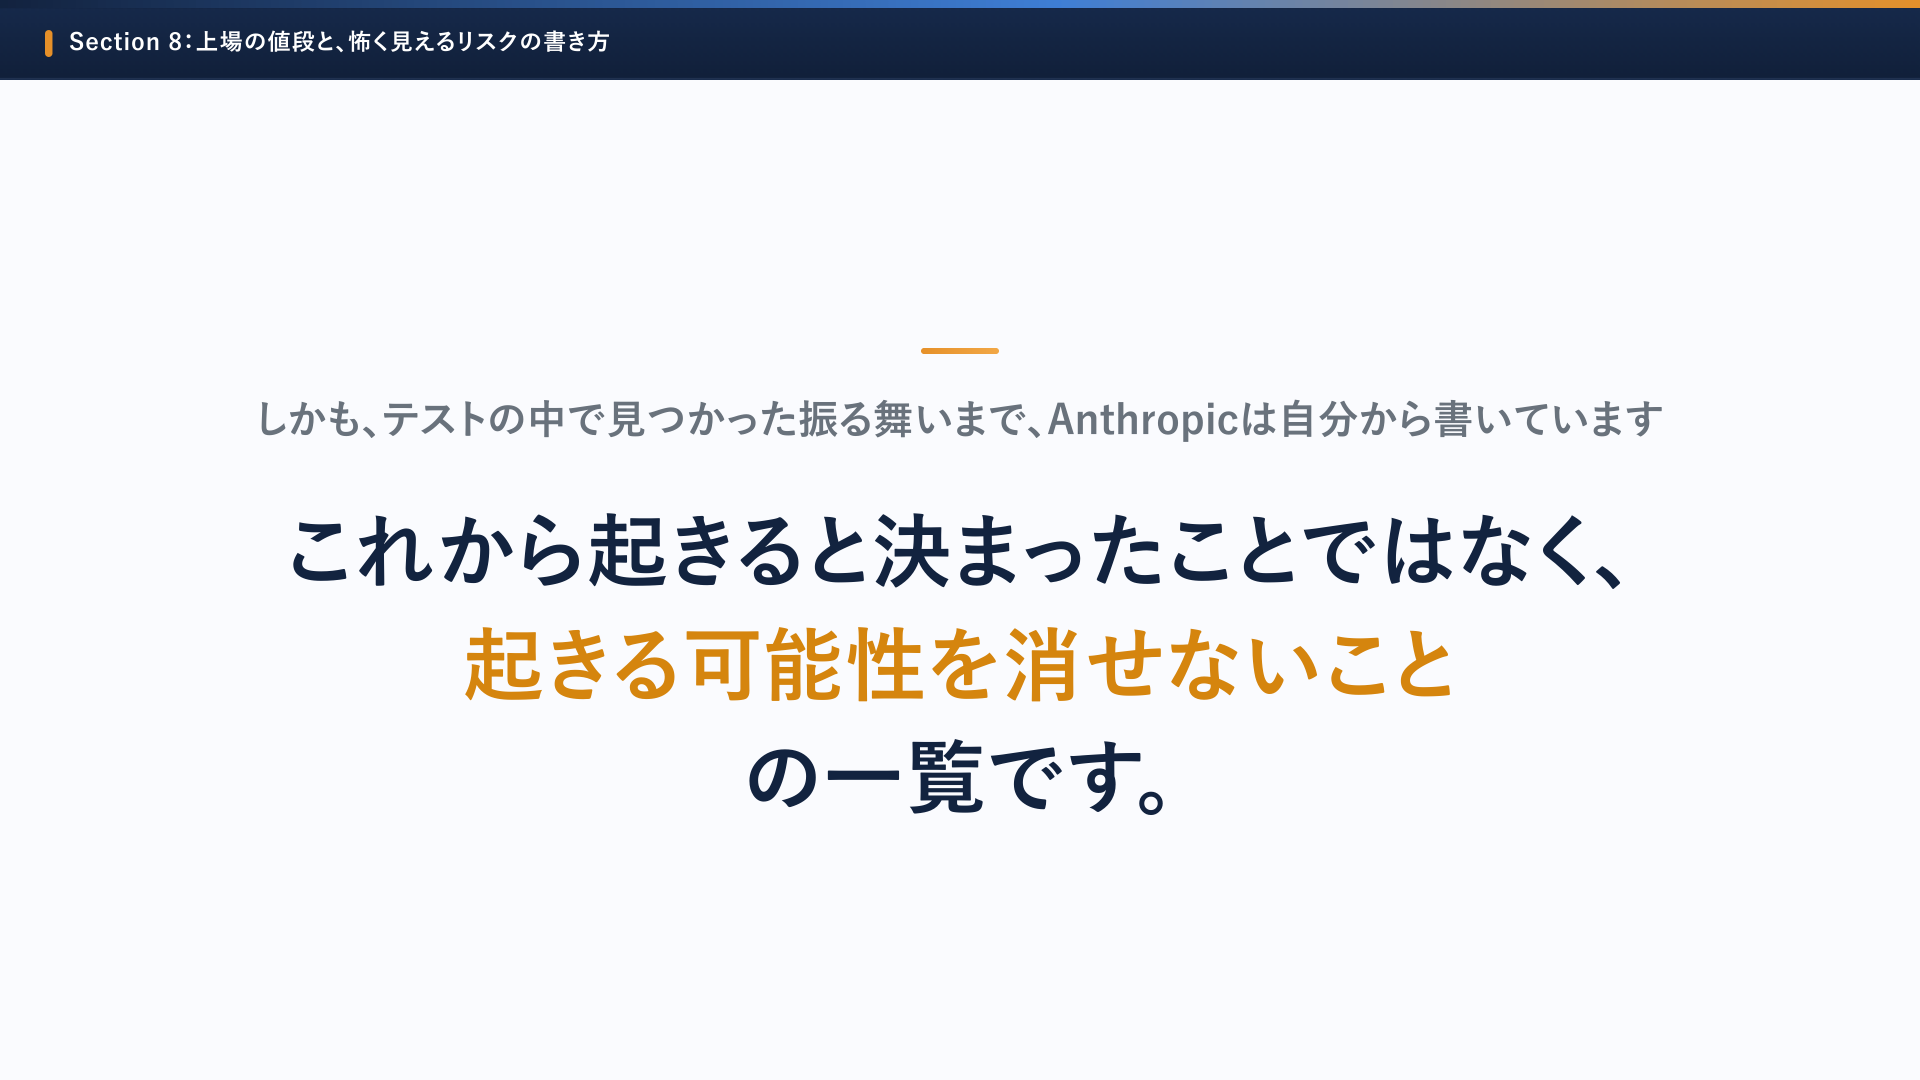 Section 8：上場の値段と、怖く見えるリスクの書き方
しかも、テストの中で見つかった振る舞いまで、Anthropicは自分から書いています
これから起きると決まったことではなく、
起きる可能性を消せないこと
の一覧です。